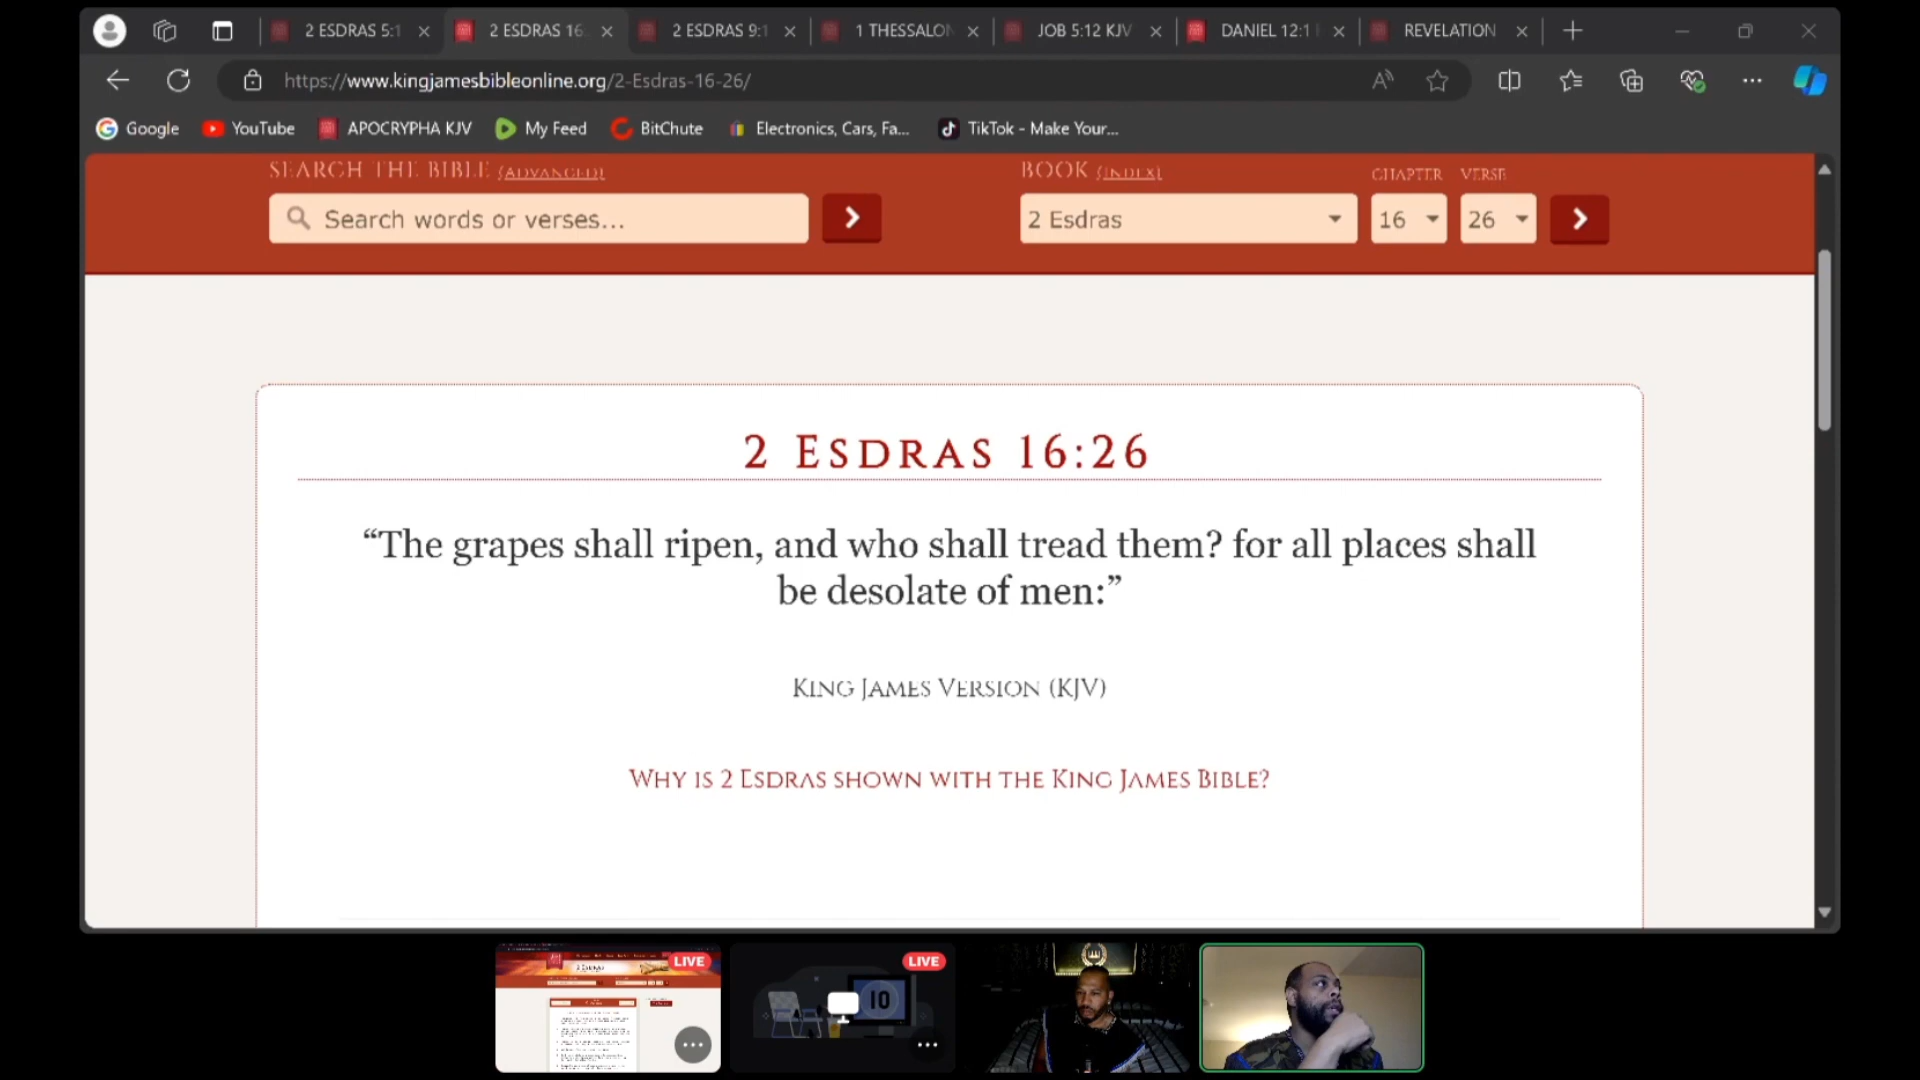 2 ESDRAS 5:1
2 ESDRAS 16:
2 ESDRAS 9:1
1 THESSALON
JOB 5:12 KJV
DANIEL 12:1
REVELATION
https://www.kingjamesbibleonline.org/2-Esdras-16-26/
Google
YouTube
APOCRYPHA KJV
My Feed
BitChute
Electronics, Cars, Fa...
TikTok - Make Your...
SEARCH THE BIBLE (ADVANCED)
BOOK (INDEX)
CHAPTER
VERSE
Search words or verses...
2 Esdras
16
26
2 ESDRAS 16:26
“The grapes shall ripen, and who shall tread them? for all places shall
be desolate of men:”
KING JAMES VERSION (KJV)
WHY IS 2 ESDRAS SHOWN WITH THE KING JAMES BIBLE?
LIVE
LIVE
2 Esdras
10